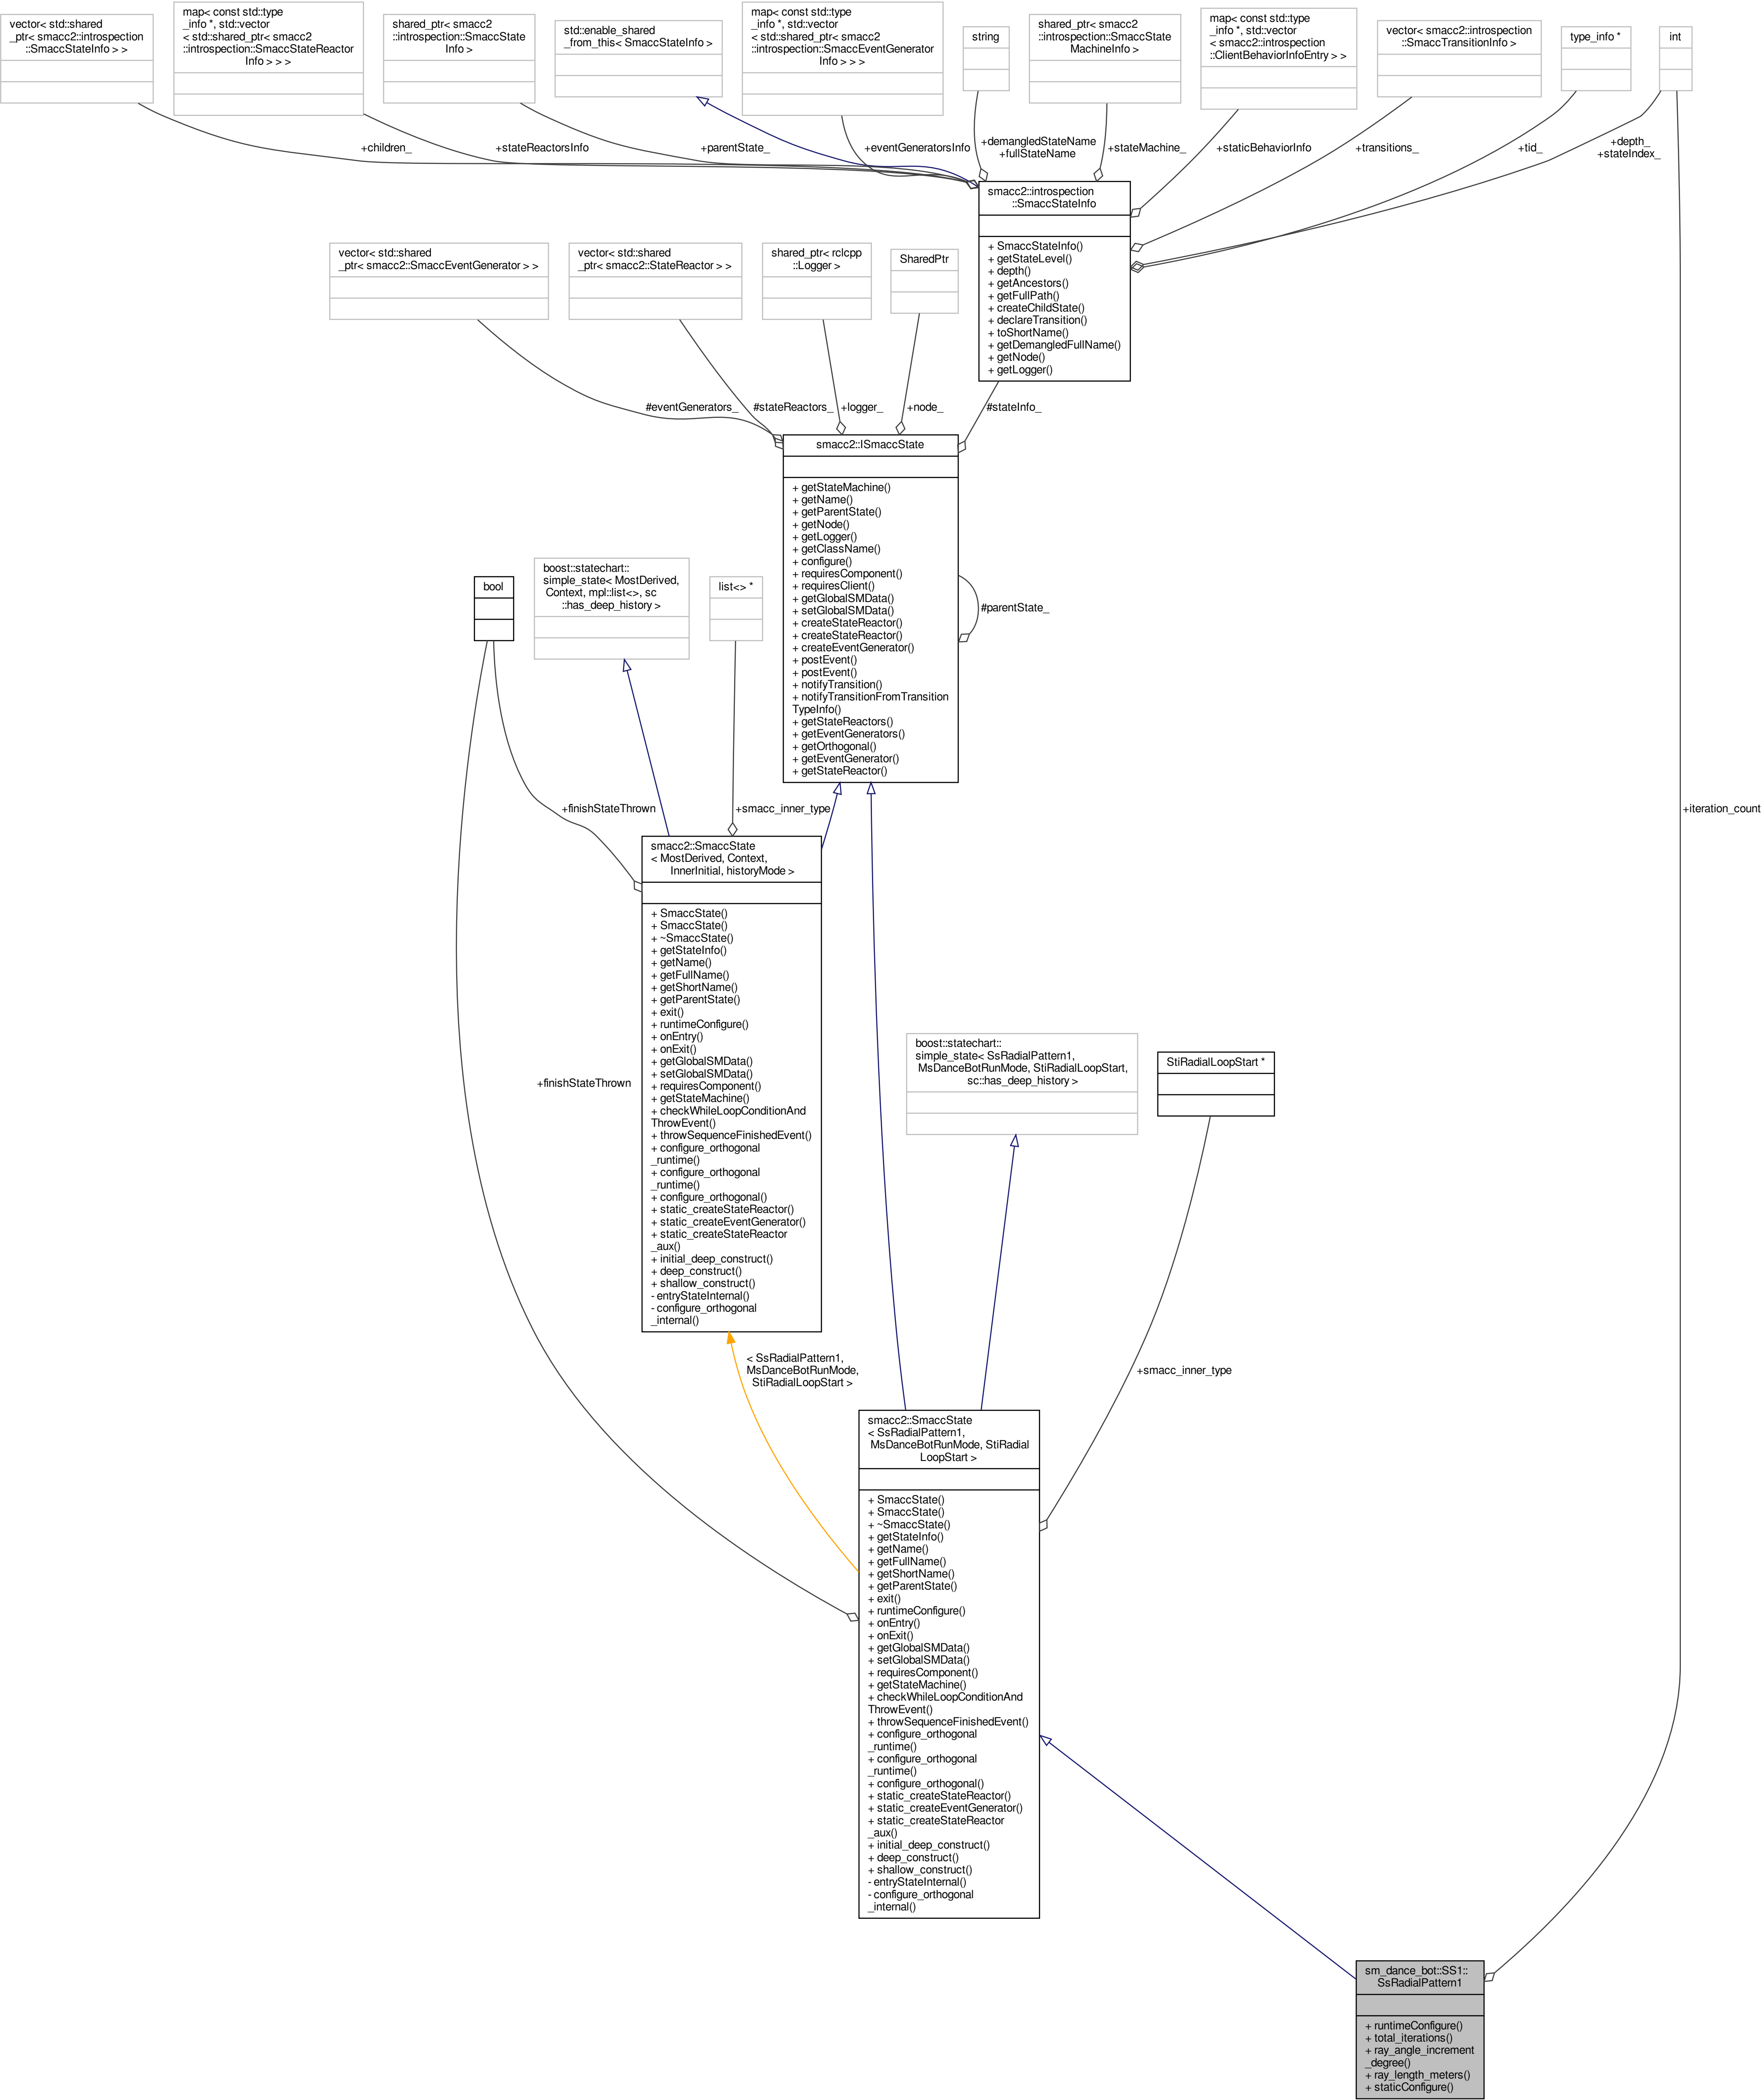 vector< std::shared
_ptr< smacc2::introspection
::SmaccStateInfo > >
map< const std::type
_info *, std::vector
< std::shared_ptr< smacc2
::introspection::SmaccStateReactor
Info > > >
shared_ptr< smacc2
::introspection::SmaccState
Info >
std::enable_shared
_from_this< SmaccStateInfo >
map< const std::type
_info *, std::vector
< std::shared_ptr< smacc2
::introspection::SmaccEventGenerator
Info > > >
string
shared_ptr< smacc2
::introspection::SmaccState
MachineInfo >
map< const std::type
_info *, std::vector
< smacc2::introspection
::ClientBehaviorInfoEntry > >
vector< smacc2::introspection
::SmaccTransitionInfo >
type_info *
int
+children_
+stateReactorsInfo
+parentState_
+eventGeneratorsInfo
+demangledStateName
+fullStateName
+stateMachine_
+staticBehaviorInfo
+transitions_
+tid_
+depth_
+stateIndex_
smacc2::introspection
::SmaccStateInfo
+ SmaccStateInfo()
+ getStateLevel()
+ depth()
+ getAncestors()
+ getFullPath()
+ createChildState()
+ declareTransition()
+ toShortName()
+ getDemangledFullName()
+ getNode()
+ getLogger()
vector< std::shared
_ptr< smacc2::SmaccEventGenerator > >
vector< std::shared
_ptr< smacc2::StateReactor > >
shared_ptr< rclcpp
::Logger >
SharedPtr
#eventGenerators_
#stateReactors_
+logger_
+node_
#stateInfo_
smacc2::ISmaccState
+ getStateMachine()
+ getName()
+ getParentState()
+ getNode()
+ getLogger()
+ getClassName()
+ configure()
+ requiresComponent()
+ requiresClient()
+ getGlobalSMData()
+ setGlobalSMData()
+ createStateReactor()
+ createStateReactor()
+ createEventGenerator()
+ postEvent()
+ postEvent()
+ notifyTransition()
+ notifyTransitionFromTransition
TypeInfo()
+ getStateReactors()
+ getEventGenerators()
+ getOrthogonal()
+ getEventGenerator()
+ getStateReactor()
#parentState_
bool
boost::statechart::
simple_state< MostDerived,
Context, mpl::list<>, sc
::has_deep_history >
list<> *
+finishStateThrown
+smacc_inner_type
+iteration_count
smacc2::SmaccState
< MostDerived, Context,
InnerInitial, historyMode >
+ SmaccState()
+ SmaccState()
+ ~SmaccState()
+ getStateInfo()
+ getName()
+ getFullName()
+ getShortName()
+ getParentState()
+ exit()
+ runtimeConfigure()
+ onEntry()
+ onExit()
+ getGlobalSMData()
+ setGlobalSMData()
+ requiresComponent()
+ getStateMachine()
+ checkWhileLoopConditionAnd
ThrowEvent()
+ throwSequenceFinishedEvent()
+ configure_orthogonal
_runtime()
+ configure_orthogonal
_runtime()
+ configure_orthogonal()
+ static_createStateReactor()
+ static_createEventGenerator()
+ static_createStateReactor
_aux()
+ initial_deep_construct()
+ deep_construct()
+ shallow_construct()
- entryStateInternal()
- configure_orthogonal
_internal()
+finishStateThrown
boost::statechart::
simple_state< SsRadialPattern1,
MsDanceBotRunMode, StiRadialLoopStart,
sc::has_deep_history >
StiRadialLoopStart *
< SsRadialPattern1,
MsDanceBotRunMode,
StiRadialLoopStart >
+smacc_inner_type
smacc2::SmaccState
< SsRadialPattern1,
MsDanceBotRunMode, StiRadial
LoopStart >
+ SmaccState()
+ SmaccState()
+ ~SmaccState()
+ getStateInfo()
+ getName()
+ getFullName()
+ getShortName()
+ getParentState()
+ exit()
+ runtimeConfigure()
+ onEntry()
+ onExit()
+ getGlobalSMData()
+ setGlobalSMData()
+ requiresComponent()
+ getStateMachine()
+ checkWhileLoopConditionAnd
ThrowEvent()
+ throwSequenceFinishedEvent()
+ configure_orthogonal
_runtime()
+ configure_orthogonal
_runtime()
+ configure_orthogonal()
+ static_createStateReactor()
+ static_createEventGenerator()
+ static_createStateReactor
_aux()
+ initial_deep_construct()
+ deep_construct()
+ shallow_construct()
- entryStateInternal()
- configure_orthogonal
_internal()
sm_dance_bot::SS1::
SsRadialPattern1
+ runtimeConfigure()
+ total_iterations()
+ ray_angle_increment
_degree()
+ ray_length_meters()
+ staticConfigure()